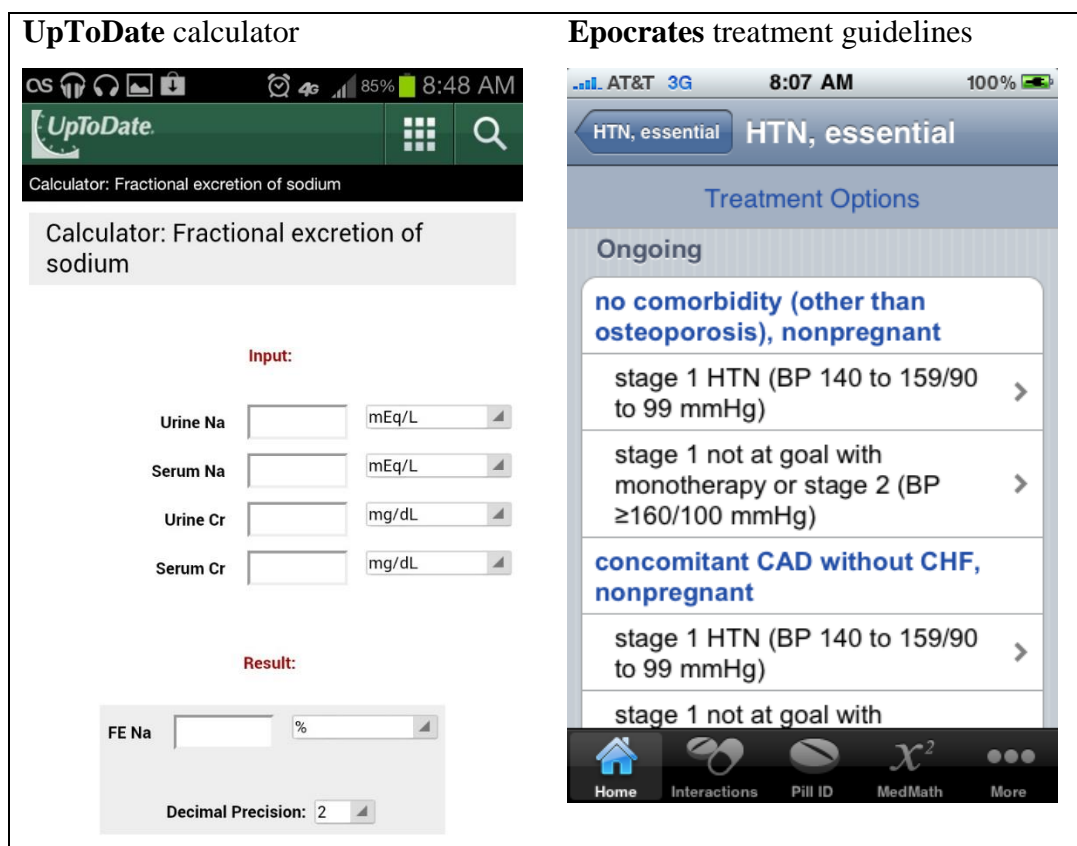 UpToDate calculator
4G 85% 8:48 AM
UpToDate.
Calculator: Fractional excretion of sodium
Calculator: Fractional excretion of
sodium
Input:
Urine Na mEq/L
Serum Na mEq/L
Urine Cr mg/dL
Serum Cr mg/dL
Result:
FE Na %
Decimal Precision: 2
Epocrates treatment guidelines
AT&T 3G 8:07 AM 100%
HTN, essential HTN, essential
Treatment Options
Ongoing
no comorbidity (other than
osteoporosis), nonpregnant
stage 1 HTN (BP 140 to 159/90
to 99 mmHg)
stage 1 not at goal with
monotherapy or stage 2 (BP
≥160/100 mmHg)
concomitant CAD without CHF,
nonpregnant
stage 1 HTN (BP 140 to 159/90
to 99 mmHg)
stage 1 not at goal with
Home Interactions Pill ID x² MedMath More